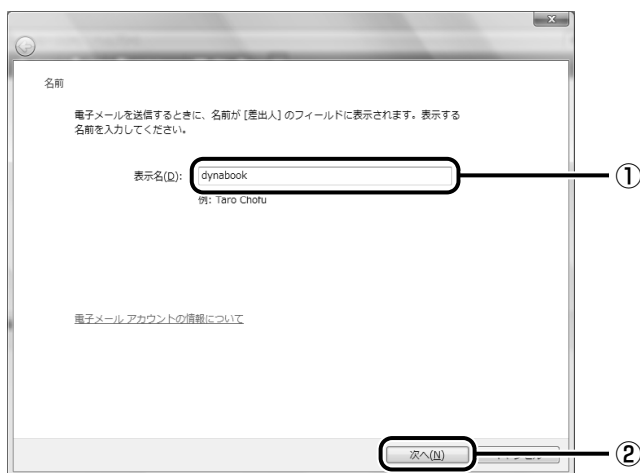 名前
電子メールを送信するときに、名前が [差出人] のフィールドに表示されます。表示する
名前を入力してください。
表示名(D): dynabook ①
例: Taro Chofu
電子メール アカウントの情報について
次へ(N) ②